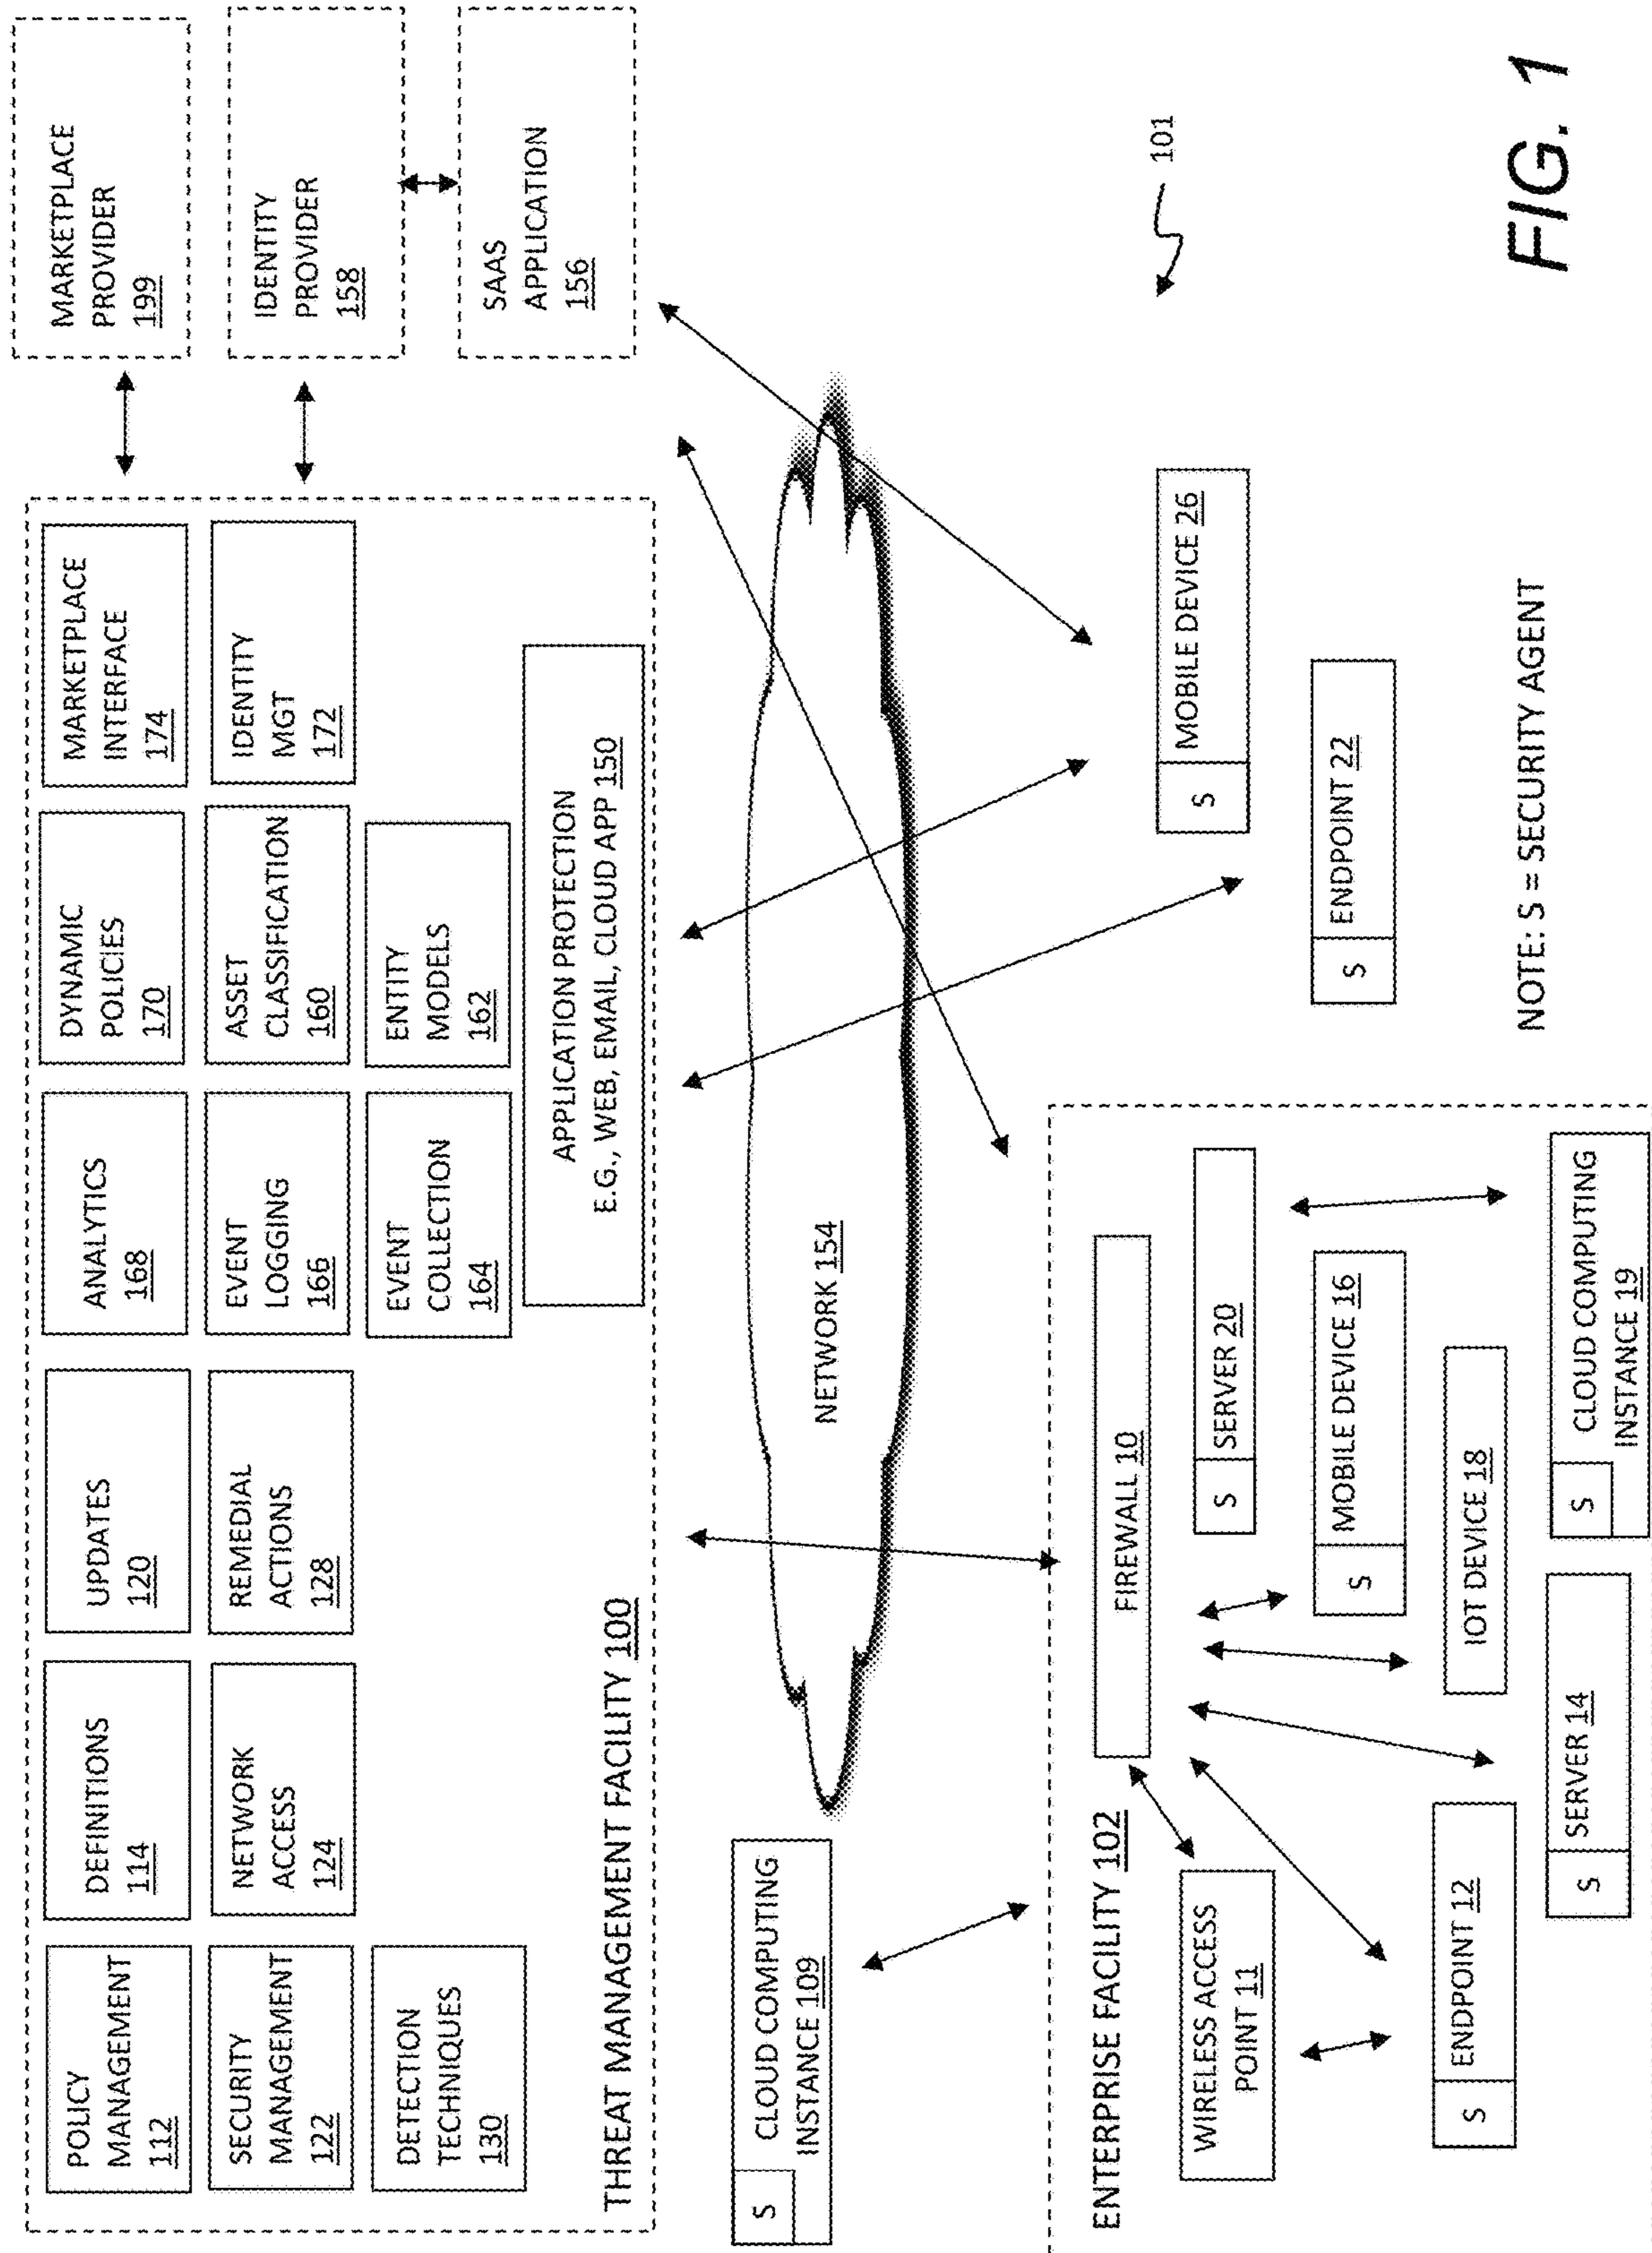 POLICY
MANAGEMENT
112
DEFINITIONS
114
UPDATES
120
ANALYTICS
168
DYNAMIC
POLICIES
170
MARKETPLACE
INTERFACE
174
MARKETPLACE
PROVIDER
199
SECURITY
MANAGEMENT
122
NETWORK
ACCESS
124
REMEDIAL
ACTIONS
128
EVENT
LOGGING
166
ASSET
CLASSIFICATION
160
IDENTITY
MGT
172
IDENTITY
PROVIDER
158
DETECTION
TECHNIQUES
130
EVENT
COLLECTION
164
ENTITY
MODELS
162
SAAS
APPLICATION
156
APPLICATION PROTECTION
E.G., WEB, EMAIL, CLOUD APP 150
THREAT MANAGEMENT FACILITY 100
S
CLOUD COMPUTING
INSTANCE 109
NETWORK 154
101
ENTERPRISE FACILITY 102
FIREWALL 10
WIRELESS ACCESS
POINT 11
S
SERVER 20
S
MOBILE DEVICE 26
S
MOBILE DEVICE 16
S
ENDPOINT 22
S
ENDPOINT 12
IOT DEVICE 18
S
SERVER 14
S
CLOUD COMPUTING
INSTANCE 19
NOTE: S = SECURITY AGENT
FIG. 1